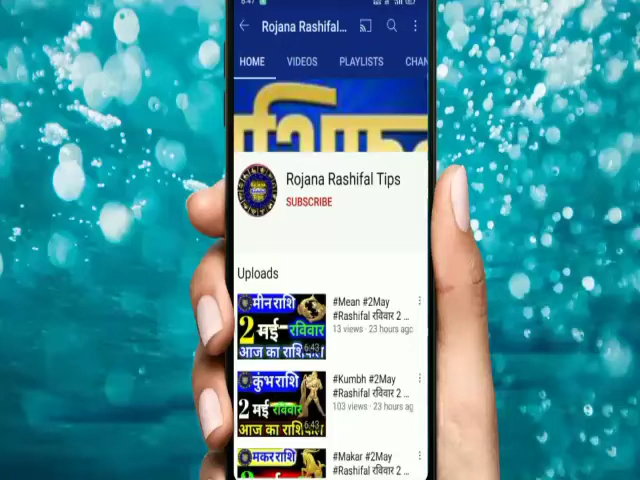 Rojana Rashifal...
HOME VIDEOS PLAYLISTS CHAN
Rojana Rashifal Tips
SUBSCRIBE
Uploads
मीन राशि
2 मई रविवार
आज का राशिफल
6:43
#Mean #2May
#Rashifal रविवार 2 ...
13 views · 23 hours ago
कुंभ राशि
2 मई रविवार
आज का राशिफल
6:43
#Kumbh #2May
#Rashifal रविवार 2 ...
103 views · 23 hours ag
मकर राशि
#Makar #2May
#Rashifal रविवार 2 ...